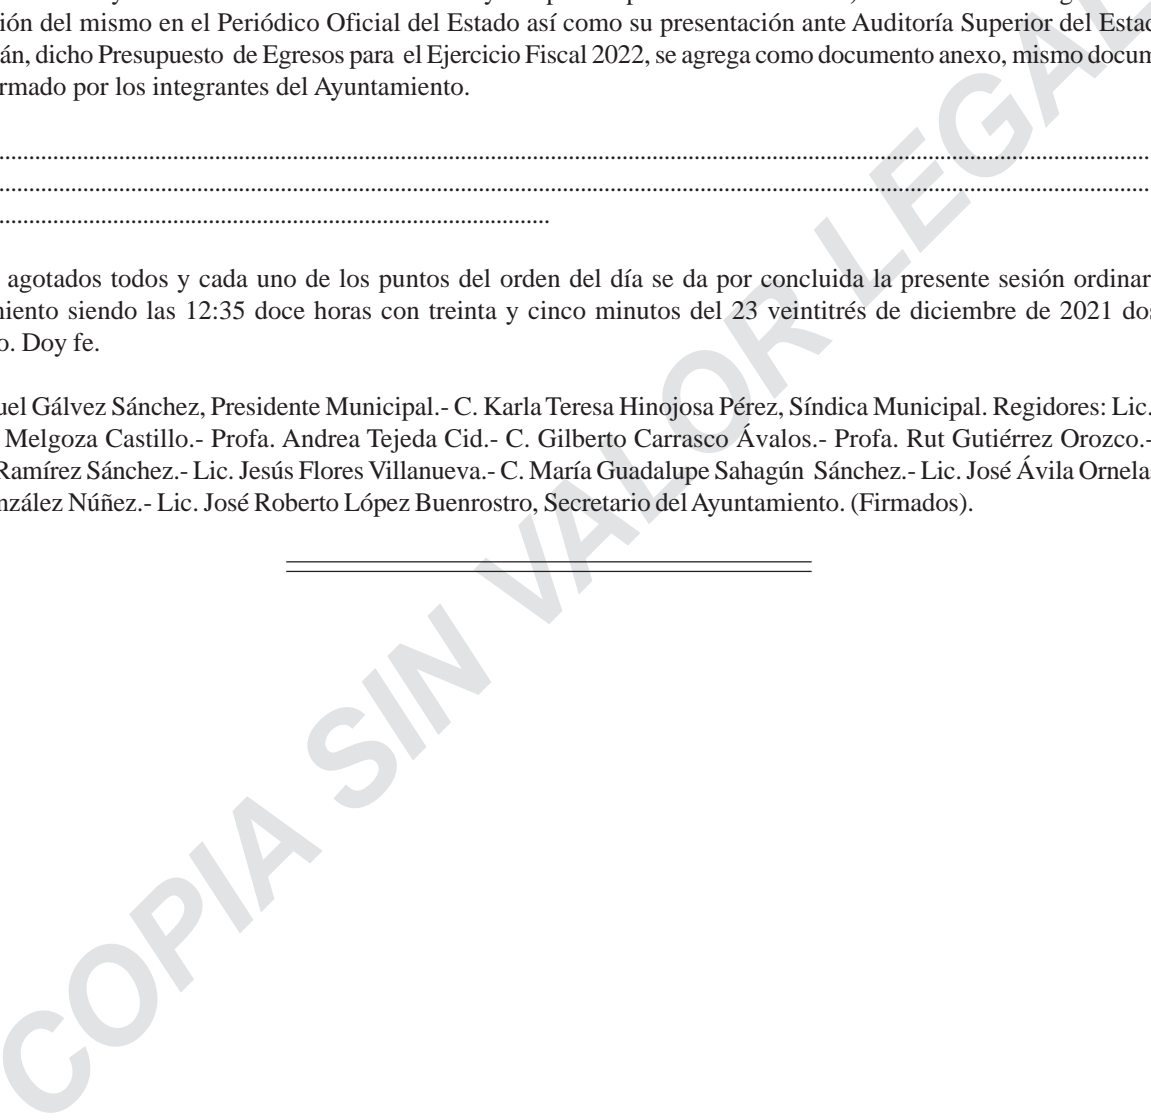 ión del mismo en el Periódico Oficial del Estado así como su presentación ante Auditoría Superior del Estad
án, dicho Presupuesto de Egresos para el Ejercicio Fiscal 2022, se agrega como documento anexo, mismo docum
rmado por los integrantes del Ayuntamiento.
..........................................................................................................................................................................................................
..........................................................................................................................................................................................................
.............................................................................................
agotados todos y cada uno de los puntos del orden del día se da por concluida la presente sesión ordinar
miento siendo las 12:35 doce horas con treinta y cinco minutos del 23 veintitrés de diciembre de 2021 dos
o. Doy fe.
uel Gálvez Sánchez, Presidente Municipal.- C. Karla Teresa Hinojosa Pérez, Síndica Municipal. Regidores: Lic.
Melgoza Castillo.- Profa. Andrea Tejeda Cid.- C. Gilberto Carrasco Ávalos.- Profa. Rut Gutiérrez Orozco.-
Ramírez Sánchez.- Lic. Jesús Flores Villanueva.- C. María Guadalupe Sahagún Sánchez.- Lic. José Ávila Ornelas
nzález Núñez.- Lic. José Roberto López Buenrostro, Secretario del Ayuntamiento. (Firmados).
COPIA SIN VALOR LEGAL